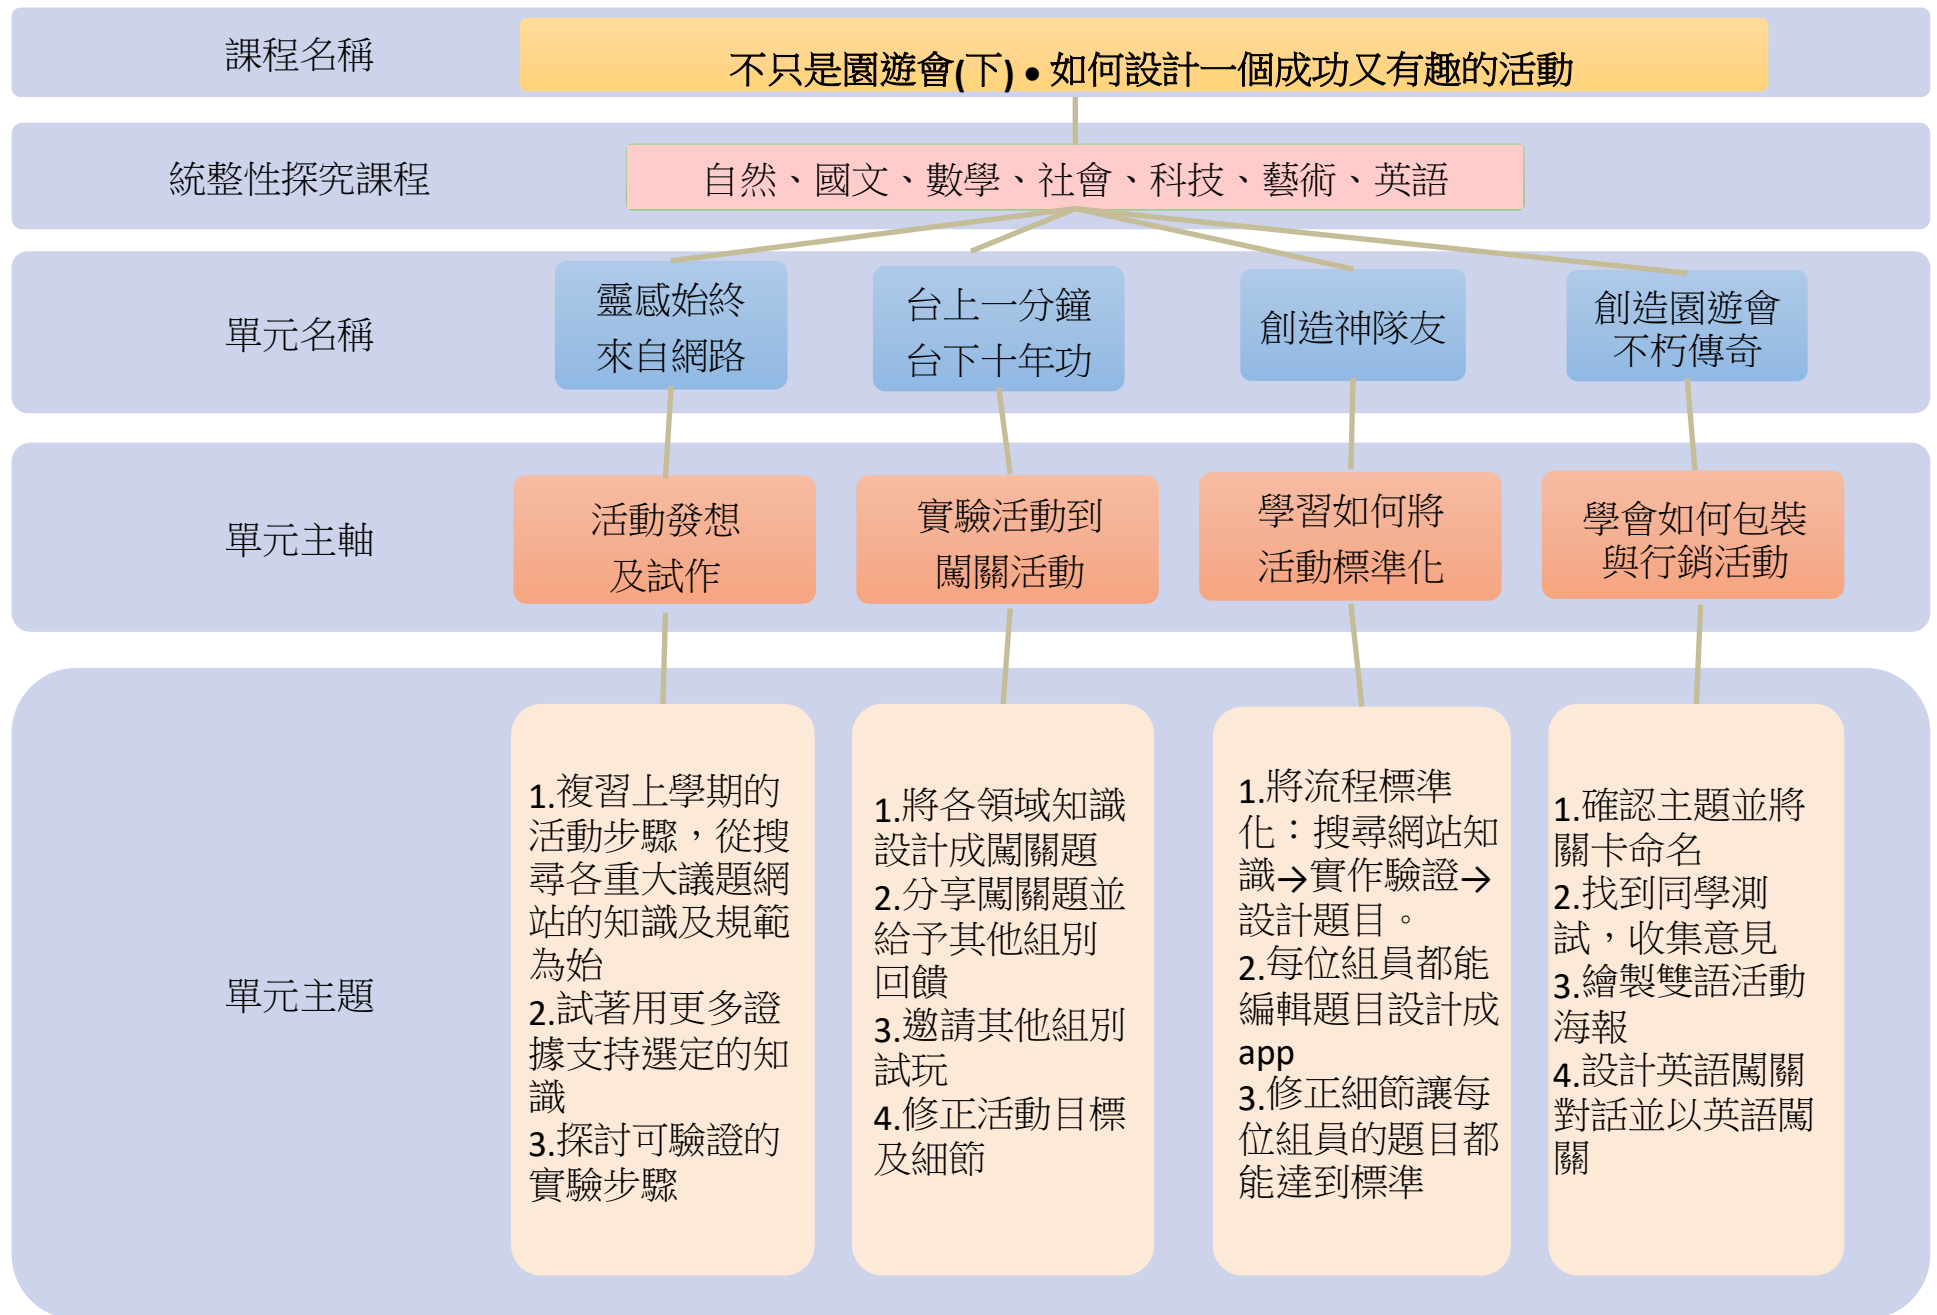 課程名稱
不只是園遊會(下)•如何設計一個成功又有趣的活動
統整性探究課程
自然、國文、數學、社會、科技、藝術、英語
單元名稱
靈感始終
來自網路
台上一分鐘
台下十年功
創造神隊友
創造園遊會
不朽傳奇
單元主軸
活動發想
及試作
實驗活動到
闖關活動
學習如何將
活動標準化
學會如何包裝
與行銷活動
單元主題
1.複習上學期的
活動步驟，從搜
尋各重大議題網
站的知識及規範
為始
2.試著用更多證
據支持選定的知
識
3.探討可驗證的
實驗步驟
1.將各領域知識
設計成闖關題
2.分享闖關題並
給予其他組別
回饋
3.邀請其他組別
試玩
4.修正活動目標
及細節
1.將流程標準
化：搜尋網站知
識→實作驗證→
設計題目。
2.每位組員都能
編輯題目設計成
app
3.修正細節讓每
位組員的題目都
能達到標準
1.確認主題並將
關卡命名
2.找到同學測
試，收集意見
3.繪製雙語活動
海報
4.設計英語闖關
對話並以英語闖
關